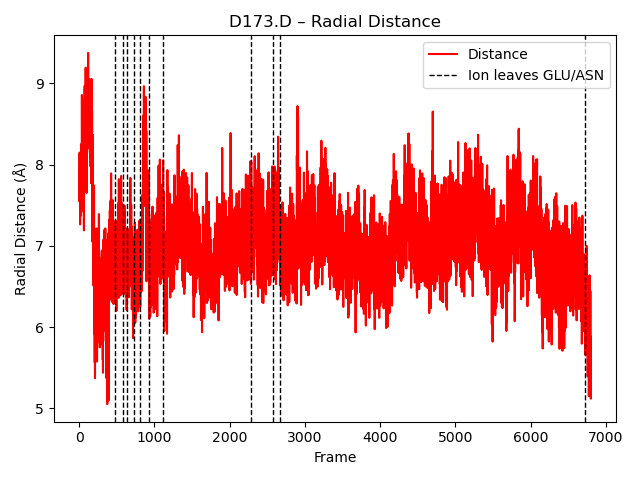 D173.D – Radial Distance
Distance
Ion leaves GLU/ASN
Radial Distance (Å)
9
8
7
6
5
0 1000 2000 3000 4000 5000 6000 7000
Frame